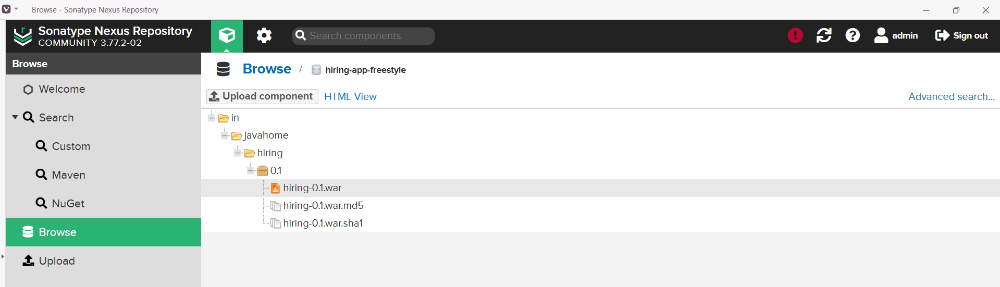 Browse - Sonatype Nexus Repository
Sonatype Nexus Repository
COMMUNITY 3.77.2-02
Search components
admin
Sign out
Browse
Welcome
Search
Custom
Maven
NuGet
Browse
Upload
Browse / hiring-app-freestyle
Upload component HTML View Advanced search...
in
javahome
hiring
0.1
hiring-0.1.war
hiring-0.1.war.md5
hiring-0.1.war.sha1